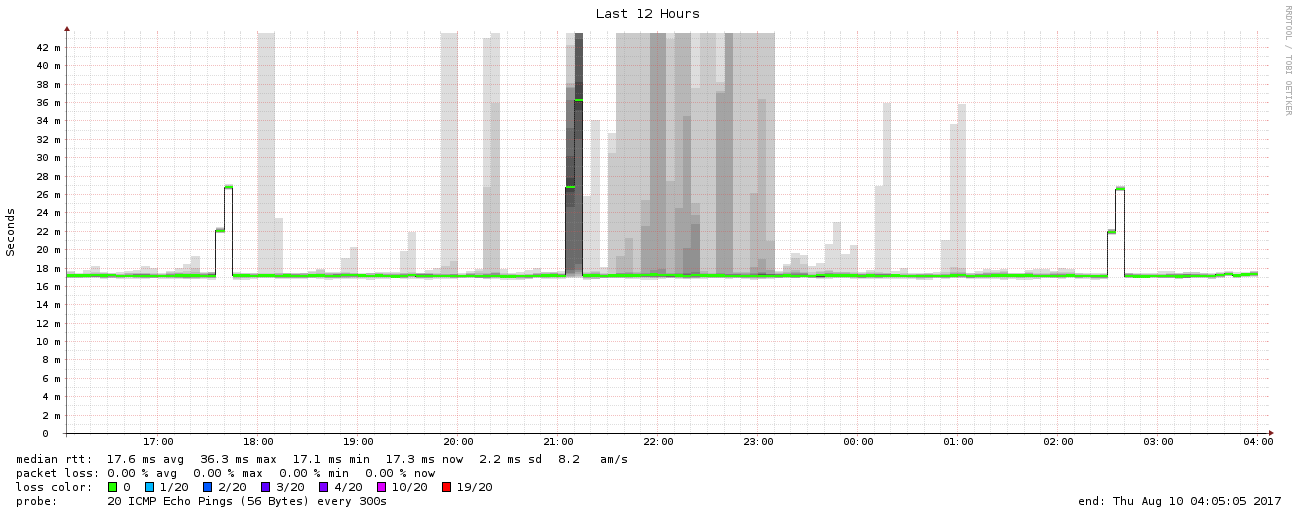 Last 12 Hours
RRDTOOL / TOBI OETIKER
Seconds
42 m
40 m
38 m
36 m
34 m
32 m
30 m
28 m
26 m
24 m
22 m
20 m
18 m
16 m
14 m
12 m
10 m
8 m
6 m
4 m
2 m
0
17:00 18:00 19:00 20:00 21:00 22:00 23:00 00:00 01:00 02:00 03:00 04:00
median rtt: 17.6 ms avg 36.3 ms max 17.1 ms min 17.3 ms now 2.2 ms sd 8.2 am/s
packet loss: 0.00 % avg 0.00 % max 0.00 % min 0.00 % now
loss color: 0 1/20 2/20 3/20 4/20 10/20 19/20
probe: 20 ICMP Echo Pings (56 Bytes) every 300s end: Thu Aug 10 04:05:05 2017